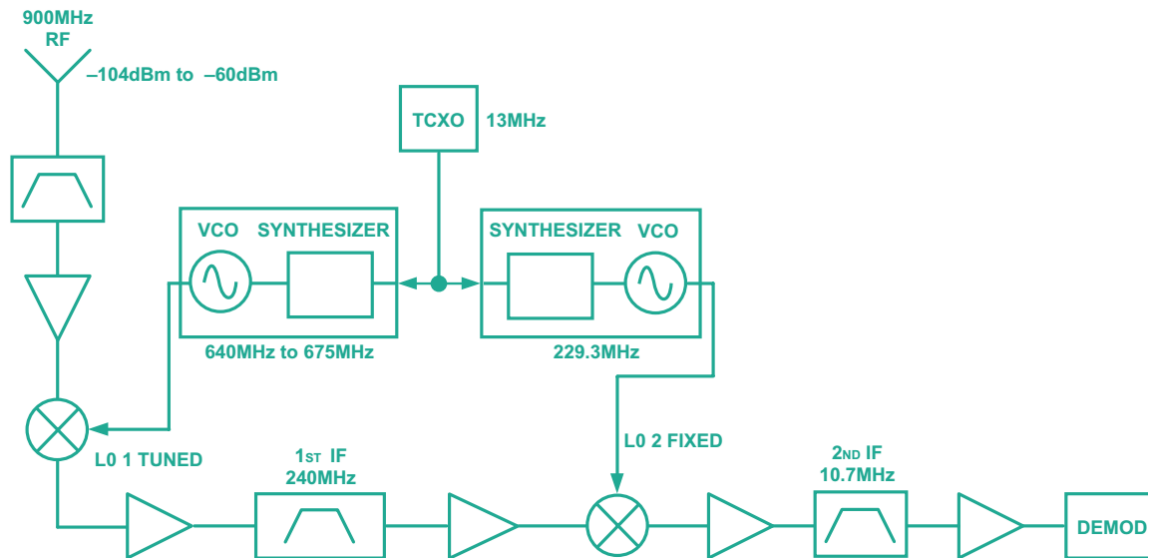 900MHz
RF
–104dBm to –60dBm
TCXO
13MHz
VCO SYNTHESIZER
SYNTHESIZER VCO
640MHz to 675MHz
229.3MHz
L0 1 TUNED
L0 2 FIXED
1ST IF
240MHz
2ND IF
10.7MHz
DEMOD